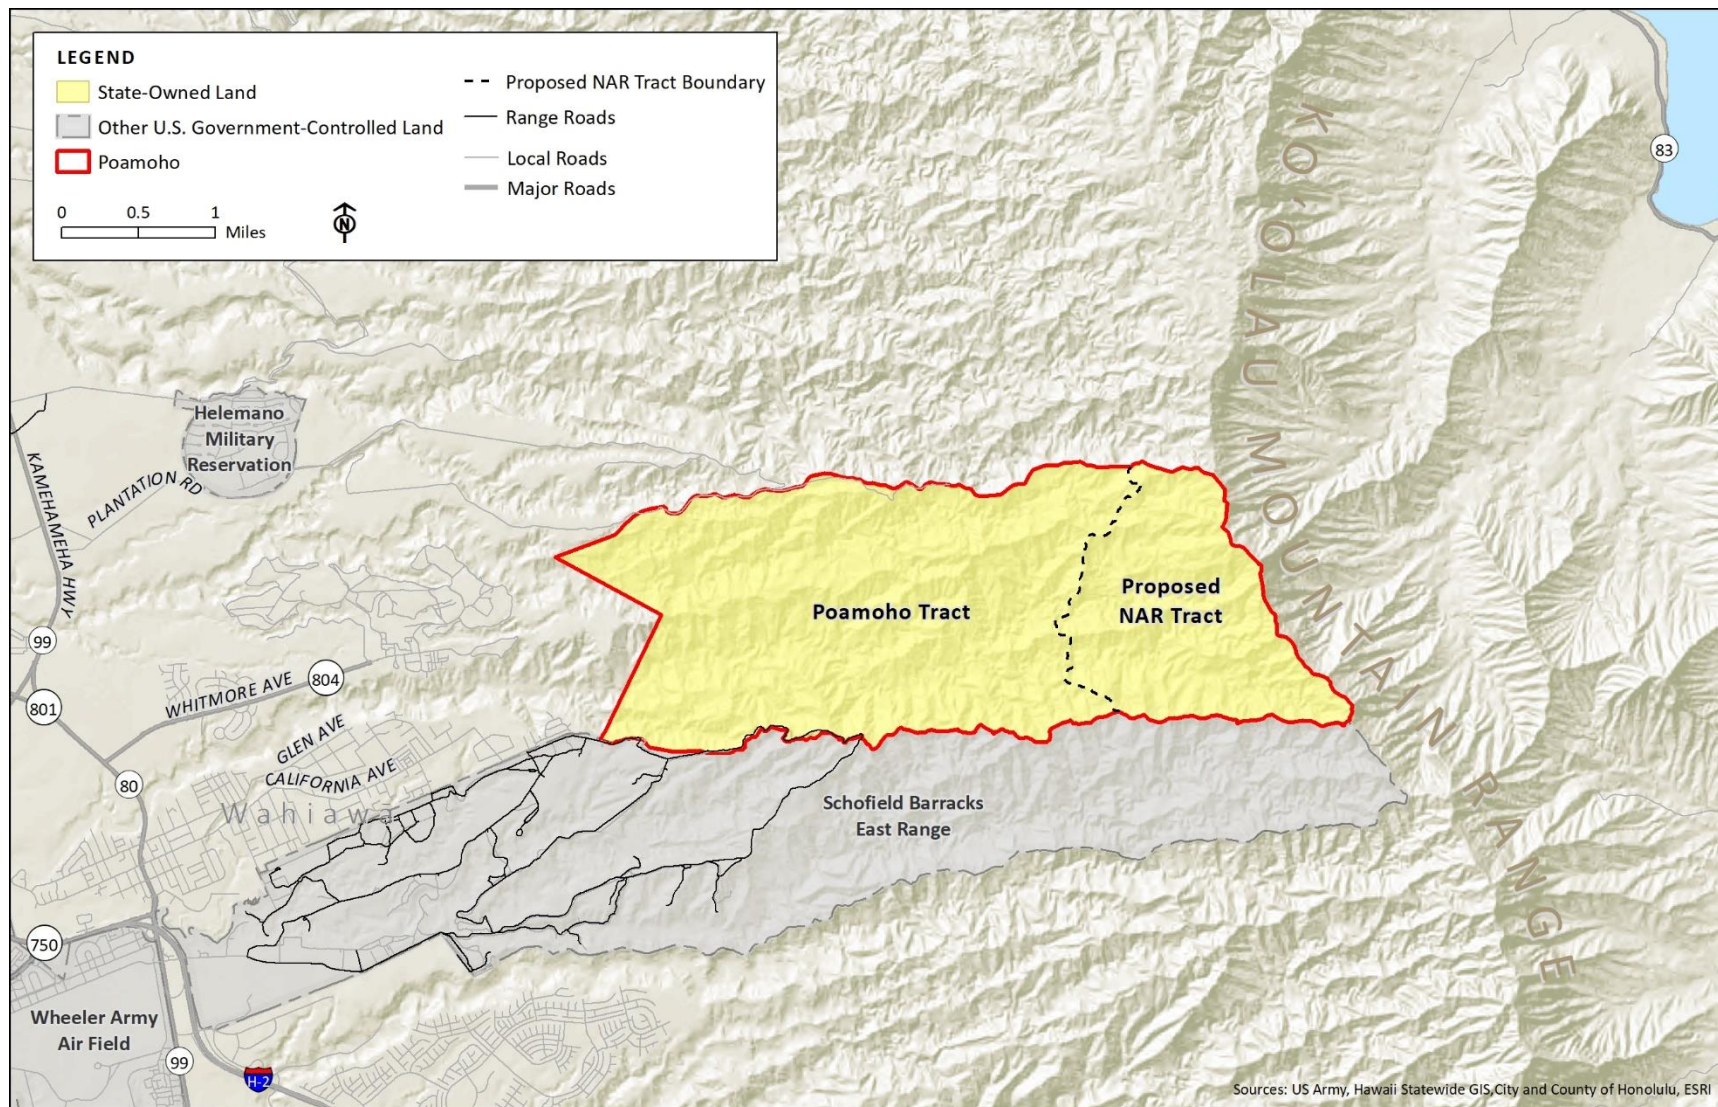 LEGEND
State-Owned Land
Other U.S. Government-Controlled Land
Poamoho
Proposed NAR Tract Boundary
Range Roads
Local Roads
Major Roads
0 0.5 1
Miles
N
83
KO‘OLAU MOUNTAIN RANGE
Helemano
Military
Reservation
PLANTATION RD
KAMEHAMEHA HWY
Poamoho Tract
Proposed
NAR Tract
99
801
WHITMORE AVE
804
GLEN AVE
CALIFORNIA AVE
80
Wahiawa
Schofield Barracks
East Range
750
Wheeler Army
Air Field
99
H-2
Sources: US Army, Hawaii Statewide GIS,City and County of Honolulu, ESRI